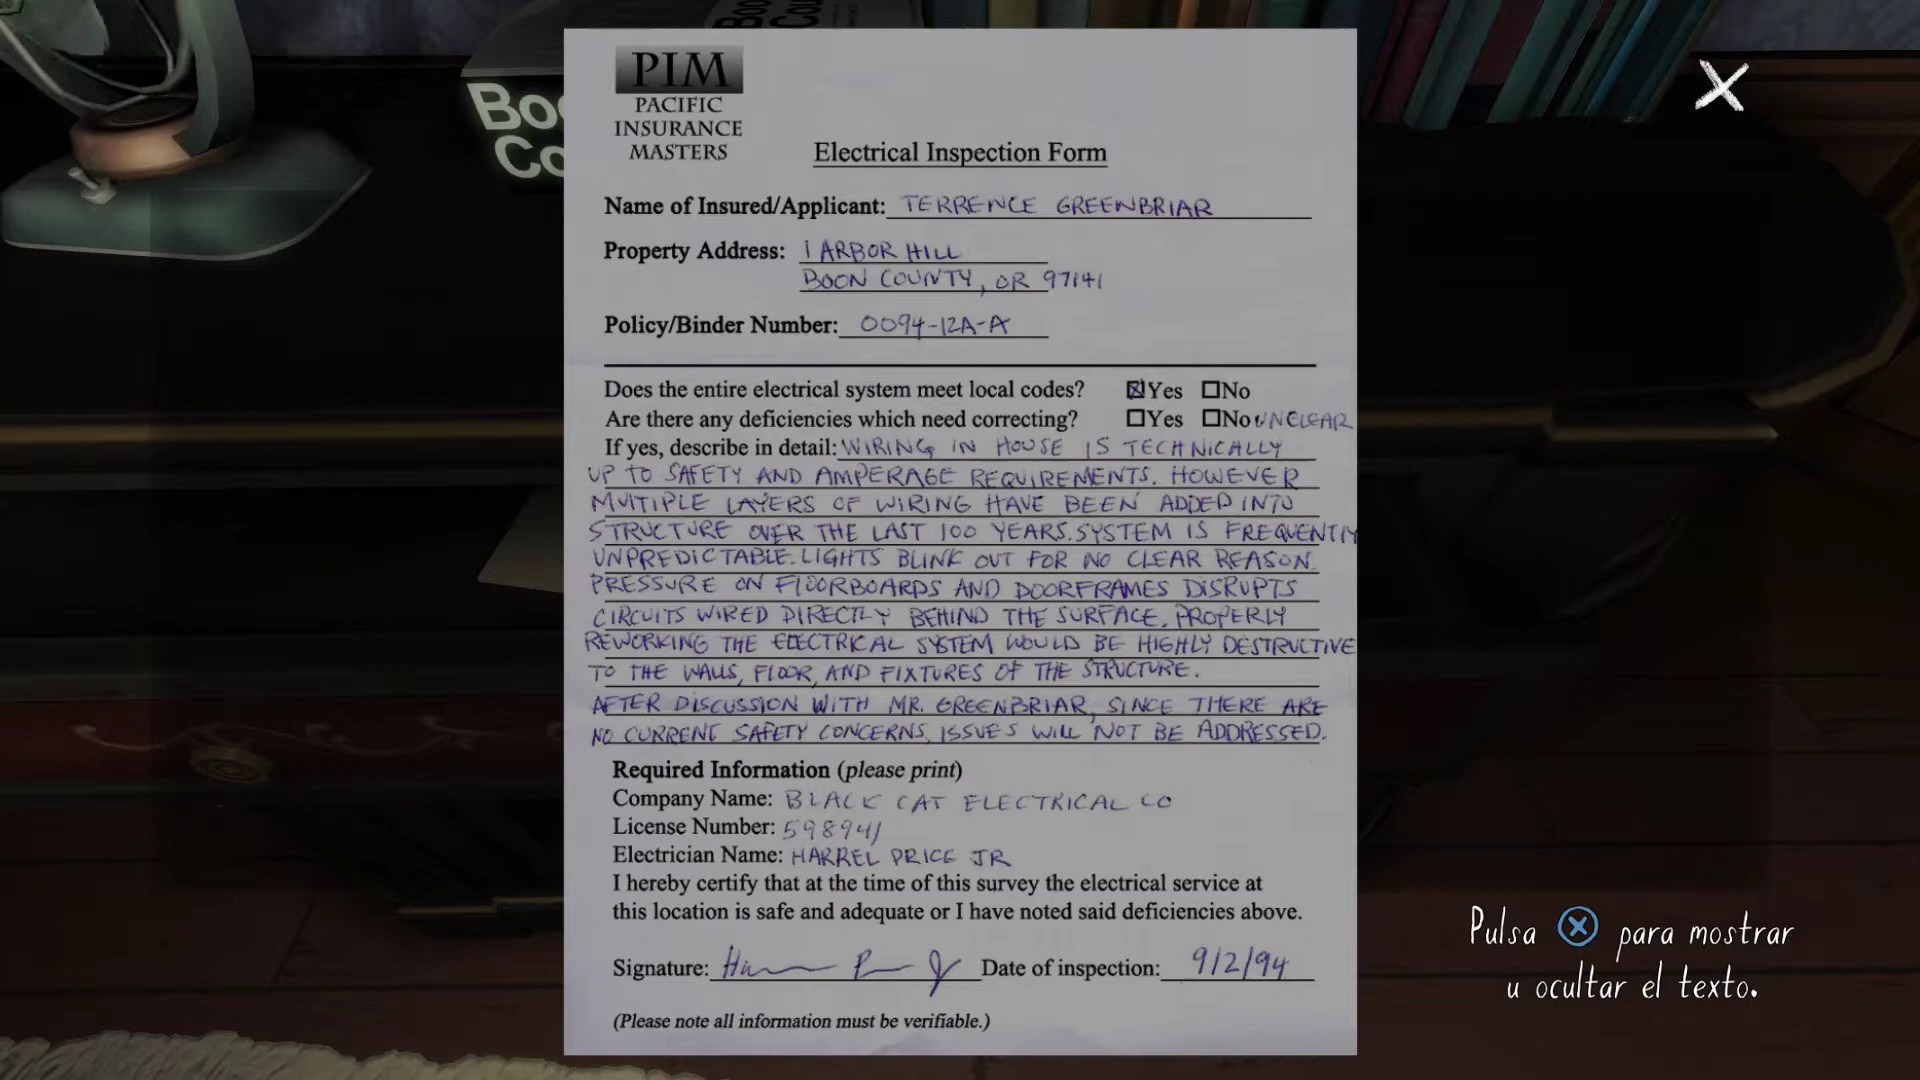 Boo
Cou
Boo
Co
PIM
PACIFIC
INSURANCE
MASTERS
Electrical Inspection Form
Name of Insured/Applicant: TERRENCE GREENBRIAR
Property Address: 1 ARBOR HILL
BOON COUNTY, OR 97141
Policy/Binder Number: 0094-12A-A
Does the entire electrical system meet local codes? ☒Yes ☐No
Are there any deficiencies which need correcting? ☐Yes ☐No UNCLEAR
If yes, describe in detail: WIRING IN HOUSE IS TECHNICALLY
UP TO SAFETY AND AMPERAGE REQUIREMENTS. HOWEVER
MULTIPLE LAYERS OF WIRING HAVE BEEN ADDED INTO
STRUCTURE OVER THE LAST 100 YEARS. SYSTEM IS FREQUENTLY
UNPREDICTABLE. LIGHTS BLINK OUT FOR NO CLEAR REASON.
PRESSURE ON FLOORBOARDS AND DOORFRAMES DISRUPTS
CIRCUITS WIRED DIRECTLY BEHIND THE SURFACE. PROPERLY
REWORKING THE ELECTRICAL SYSTEM WOULD BE HIGHLY DESTRUCTIVE
TO THE WALLS, FLOOR, AND FIXTURES OF THE STRUCTURE.
AFTER DISCUSSION WITH MR. GREENBRIAR, SINCE THERE ARE
NO CURRENT SAFETY CONCERNS, ISSUES WILL NOT BE ADDRESSED.
Required Information (please print)
Company Name: BLACK CAT ELECTRICAL CO
License Number: 598941
Electrician Name: HARREL PRICE JR
I hereby certify that at the time of this survey the electrical service at
this location is safe and adequate or I have noted said deficiencies above.
Signature: Date of inspection: 9/2/94
(Please note all information must be verifiable.)
Pulsa ⓧ para mostrar
u ocultar el texto.